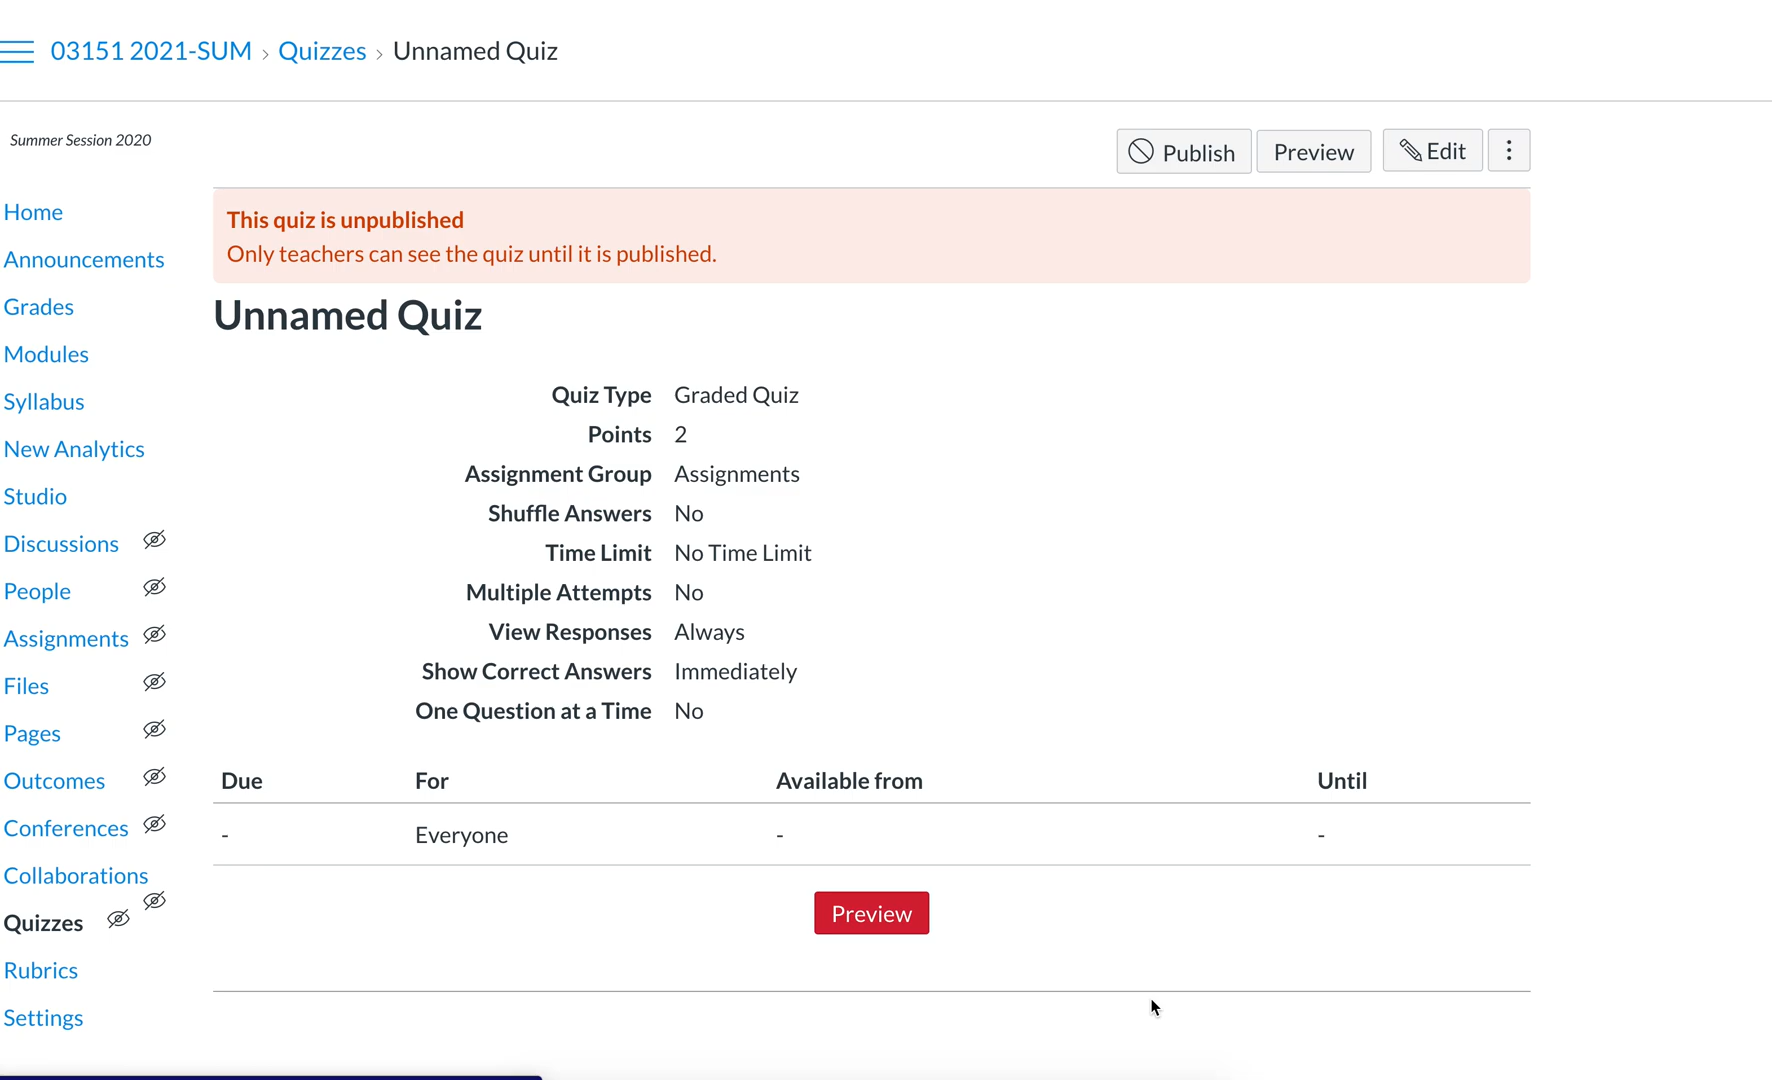 03151 2021-SUM › Quizzes › Unnamed Quiz
Summer Session 2020
Publish Preview Edit
Home
Announcements
Grades
Modules
Syllabus
New Analytics
Studio
Discussions
People
Assignments
Files
Pages
Outcomes
Conferences
Collaborations
Quizzes
Rubrics
Settings
This quiz is unpublished
Only teachers can see the quiz until it is published.
Unnamed Quiz
Quiz Type Graded Quiz
Points 2
Assignment Group Assignments
Shuffle Answers No
Time Limit No Time Limit
Multiple Attempts No
View Responses Always
Show Correct Answers Immediately
One Question at a Time No
Due For Available from Until
- Everyone - -
Preview